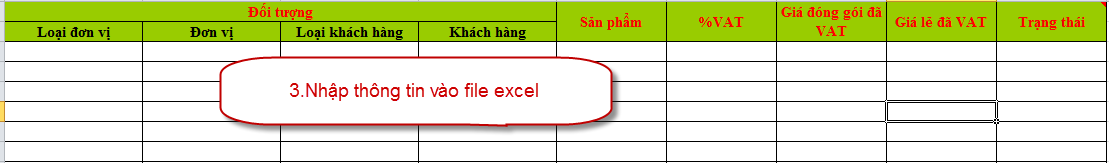 Đối tượng
Sản phẩm
%VAT
Giá đóng gói đã
VAT
Giá lẻ đã VAT
Trạng thái
Loại đơn vị
Đơn vị
Loại khách hàng
Khách hàng
3.Nhập thông tin vào file excel